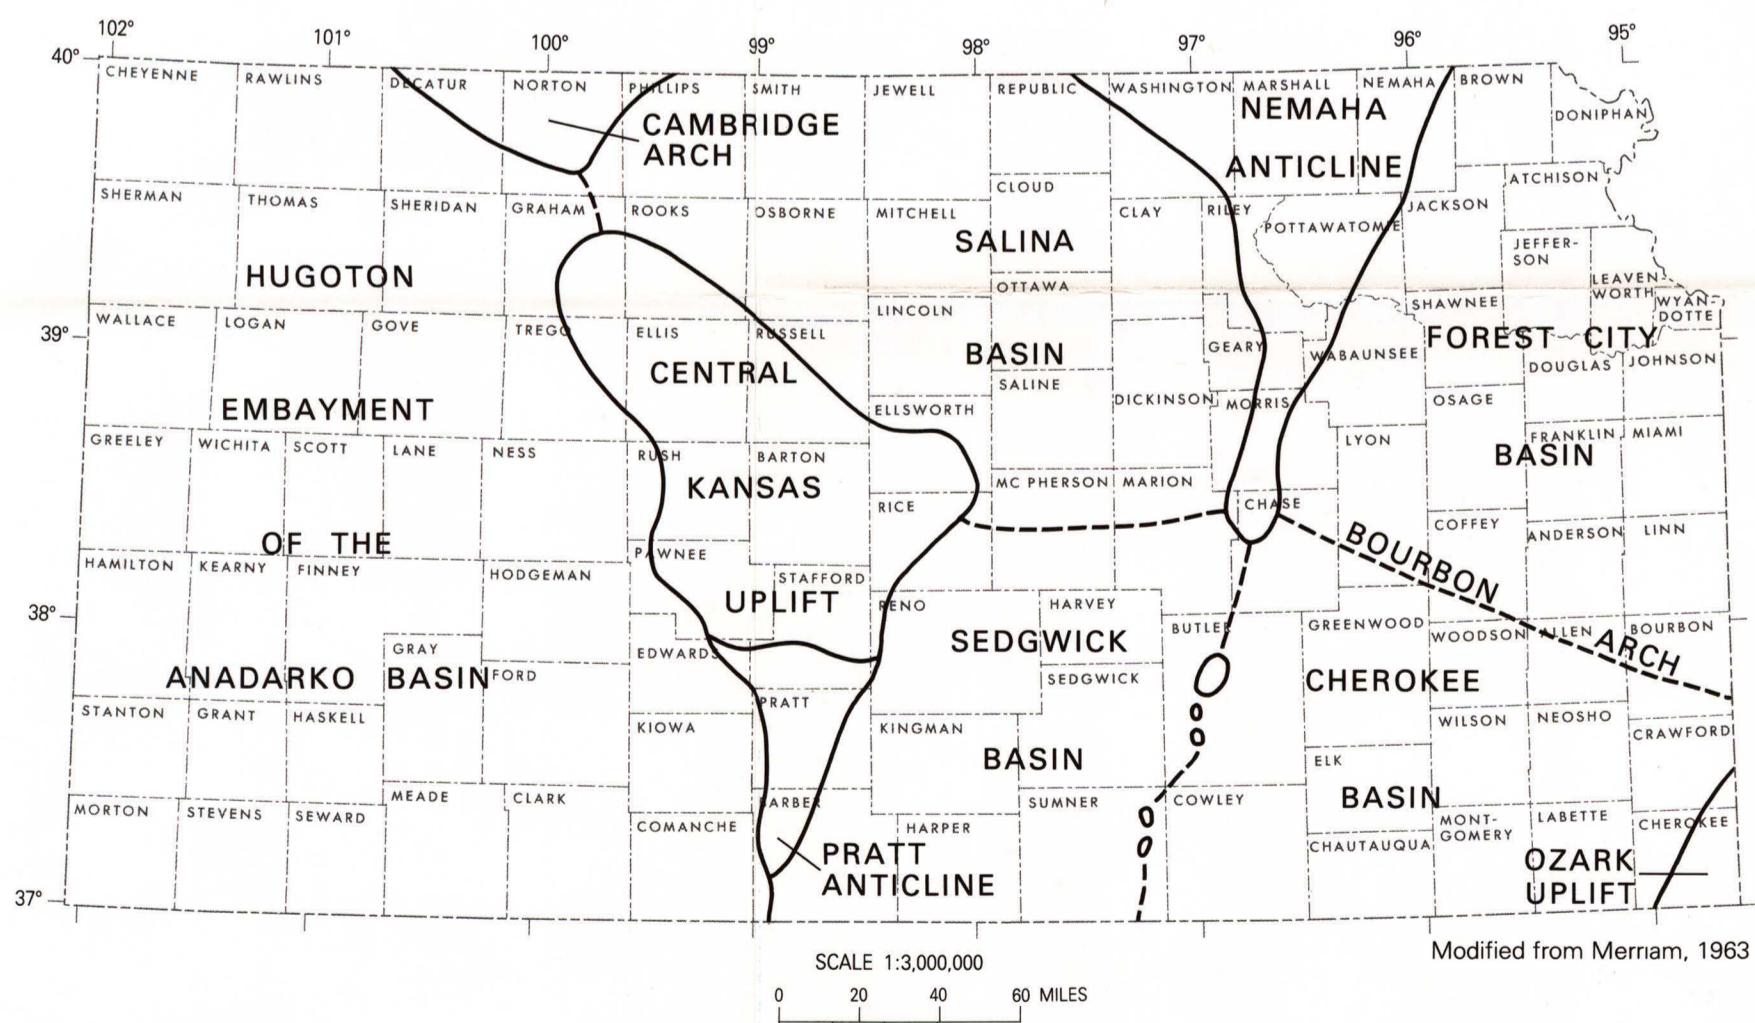 102°
101°
100°
99°
98°
97°
96°
95°
40°
CHEYENNE
RAWLINS
DECATUR
NORTON
PHILLIPS
SMITH
JEWELL
REPUBLIC
WASHINGTON
MARSHALL
NEMAHA
BROWN
DONIPHAN
CAMBRIDGE
ARCH
NEMAHA
ANTICLINE
SHERMAN
THOMAS
SHERIDAN
GRAHAM
ROOKS
OSBORNE
MITCHELL
CLOUD
CLAY
RILEY
POTTAWATOMIE
JACKSON
ATCHISON
JEFFER-
SON
LEAVEN-
WORTH
WYAN-
DOTTE
HUGOTON
EMBAYMENT
OF THE
ANADARKO BASIN
SALINA
BASIN
OTTAWA
LINCOLN
SHAWNEE
39°
WALLACE
LOGAN
GOVE
TREGO
ELLIS
RUSSELL
CENTRAL
KANSAS
UPLIFT
ELLSWORTH
SALINE
DICKINSON
GEARY
MORRIS
WABAUNSEE
FOREST CITY
BASIN
DOUGLAS
JOHNSON
OSAGE
FRANKLIN
MIAMI
LYON
GREELEY
WICHITA
SCOTT
LANE
NESS
RUSH
BARTON
RICE
MC PHERSON
MARION
CHASE
COFFEY
ANDERSON
LINN
HAMILTON
KEARNY
FINNEY
HODGEMAN
PAWNEE
STAFFORD
BOURBON
ARCH
38°
GRAY
FORD
EDWARDS
RENO
HARVEY
SEDGWICK
BASIN
SEDGWICK
BUTLER
GREENWOOD
WOODSON
ALLEN
BOURBON
CHEROKEE
BASIN
STANTON
GRANT
HASKELL
KIOWA
PRATT
KINGMAN
ELK
WILSON
NEOSHO
CRAWFORD
MORTON
STEVENS
SEWARD
MEADE
CLARK
COMANCHE
BARBER
HARPER
SUMNER
COWLEY
CHAUTAUQUA
MONT-
GOMERY
LABETTE
CHEROKEE
PRATT
ANTICLINE
OZARK
UPLIFT
37°
Modified from Merriam, 1963
SCALE 1:3,000,000
0 20 40 60 MILES